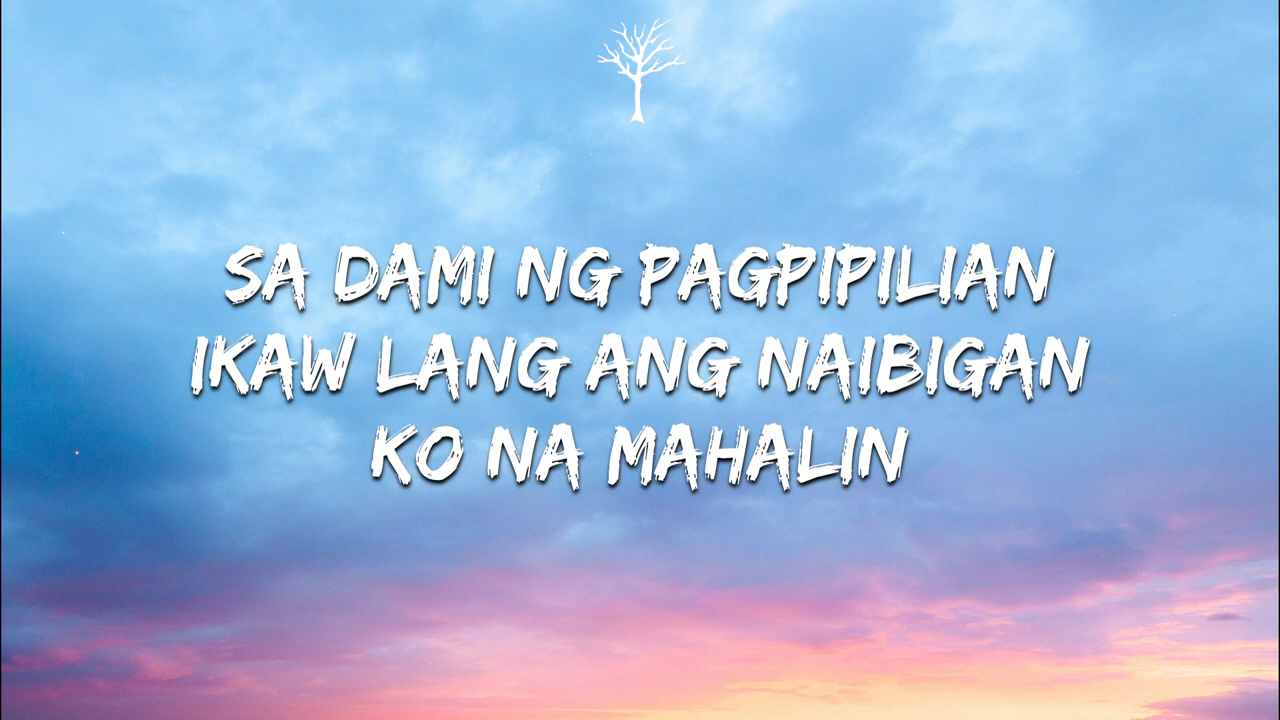 SA DAMI NG PAGPIPILIAN
IKAW LANG ANG NAIBIGAN
KO NA MAHALIN